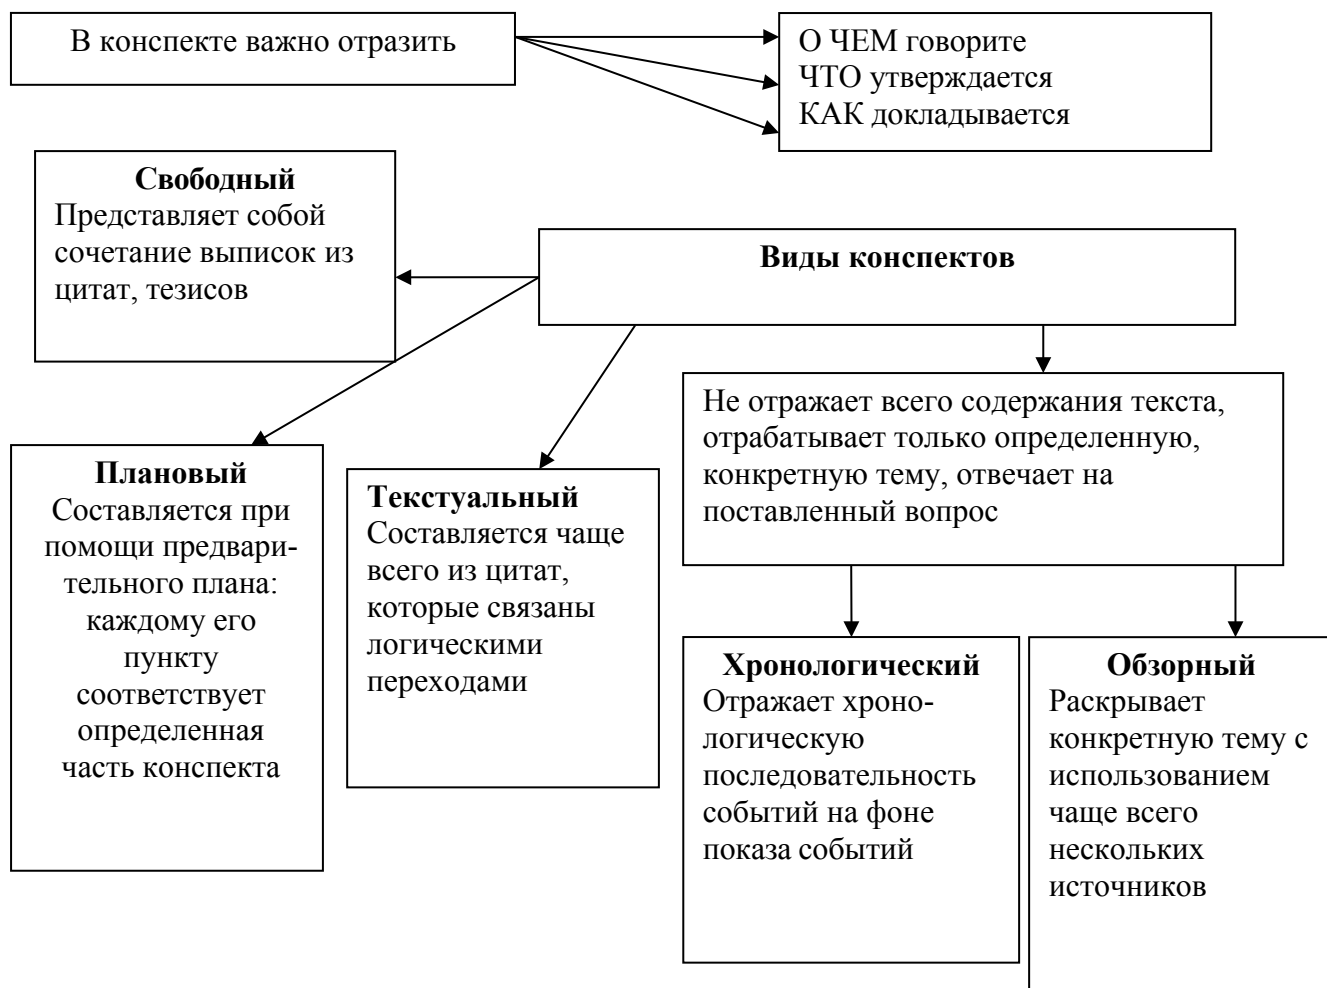 В конспекте важно отразить
О ЧЕМ говорите
ЧТО утверждается
КАК докладывается
Свободный
Представляет собой
сочетание выписок из
цитат, тезисов
Виды конспектов
Не отражает всего содержания текста,
отрабатывает только определенную,
конкретную тему, отвечает на
поставленный вопрос
Плановый
Составляется при
помощи предвари-
тельного плана:
каждому его
пункту
соответствует
определенная
часть конспекта
Текстуальный
Составляется чаще
всего из цитат,
которые связаны
логическими
переходами
Хронологический
Отражает хроно-
логическую
последовательность
событий на фоне
показа событий
Обзорный
Раскрывает
конкретную тему с
использованием
чаще всего
нескольких
источников